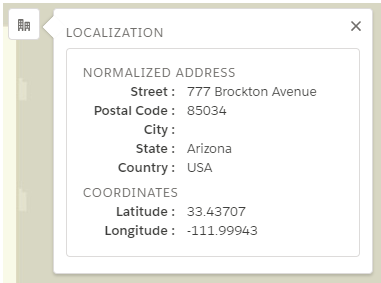 LOCALIZATION
NORMALIZED ADDRESS
Street : 777 Brockton Avenue
Postal Code : 85034
City :
State : Arizona
Country : USA
COORDINATES
Latitude : 33.43707
Longitude : -111.99943